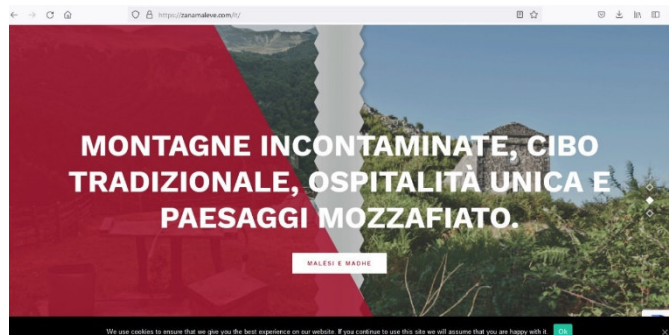 https://zanamaleve.com/it/
MONTAGNE INCONTAMINATE, CIBO
TRADIZIONALE, OSPITALITÀ UNICA E
PAESAGGI MOZZAFIATO.
MALËSI E MADHE
We use cookies to ensure that we give you the best experience on our website. If you continue to use this site we will assume that you are happy with it.
Ok